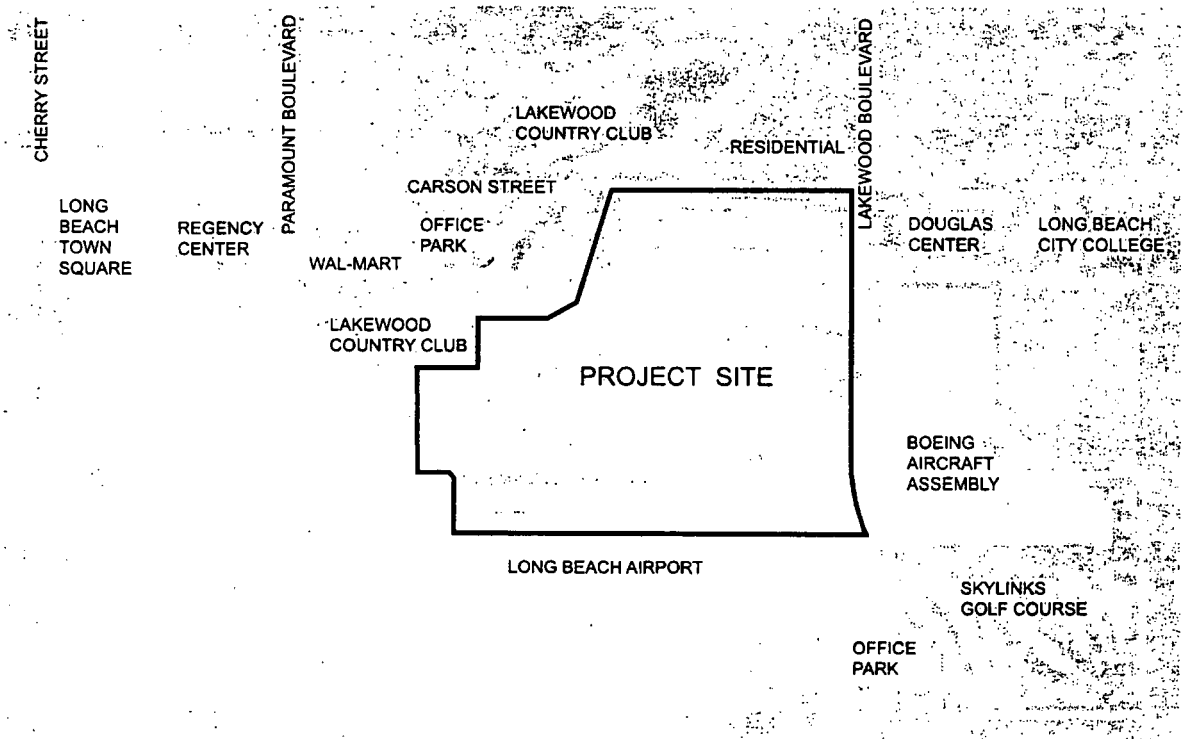 CHERRY STREET
PARAMOUNT BOULEVARD
LAKEWOOD BOULEVARD
LAKEWOOD
COUNTRY CLUB
RESIDENTIAL
CARSON STREET
LONG
BEACH
TOWN
SQUARE
REGENCY
CENTER
OFFICE
PARK
WAL-MART
DOUGLAS
CENTER
LONG BEACH
CITY COLLEGE
LAKEWOOD
COUNTRY CLUB
PROJECT SITE
BOEING
AIRCRAFT
ASSEMBLY
LONG BEACH AIRPORT
SKYLINKS
GOLF COURSE
OFFICE
PARK